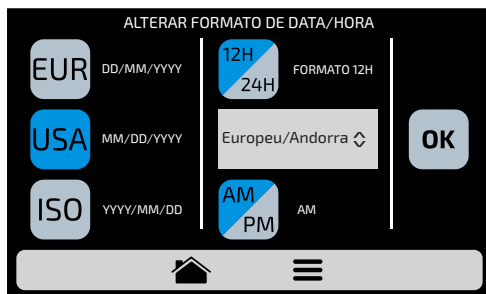 ALTERAR FORMATO DE DATA/HORA
EUR DD/MM/YYYY
12H
24H
FORMATO 12H
USA MM/DD/YYYY
Europeu/Andorra
OK
ISO YYYY/MM/DD
AM
PM
AM